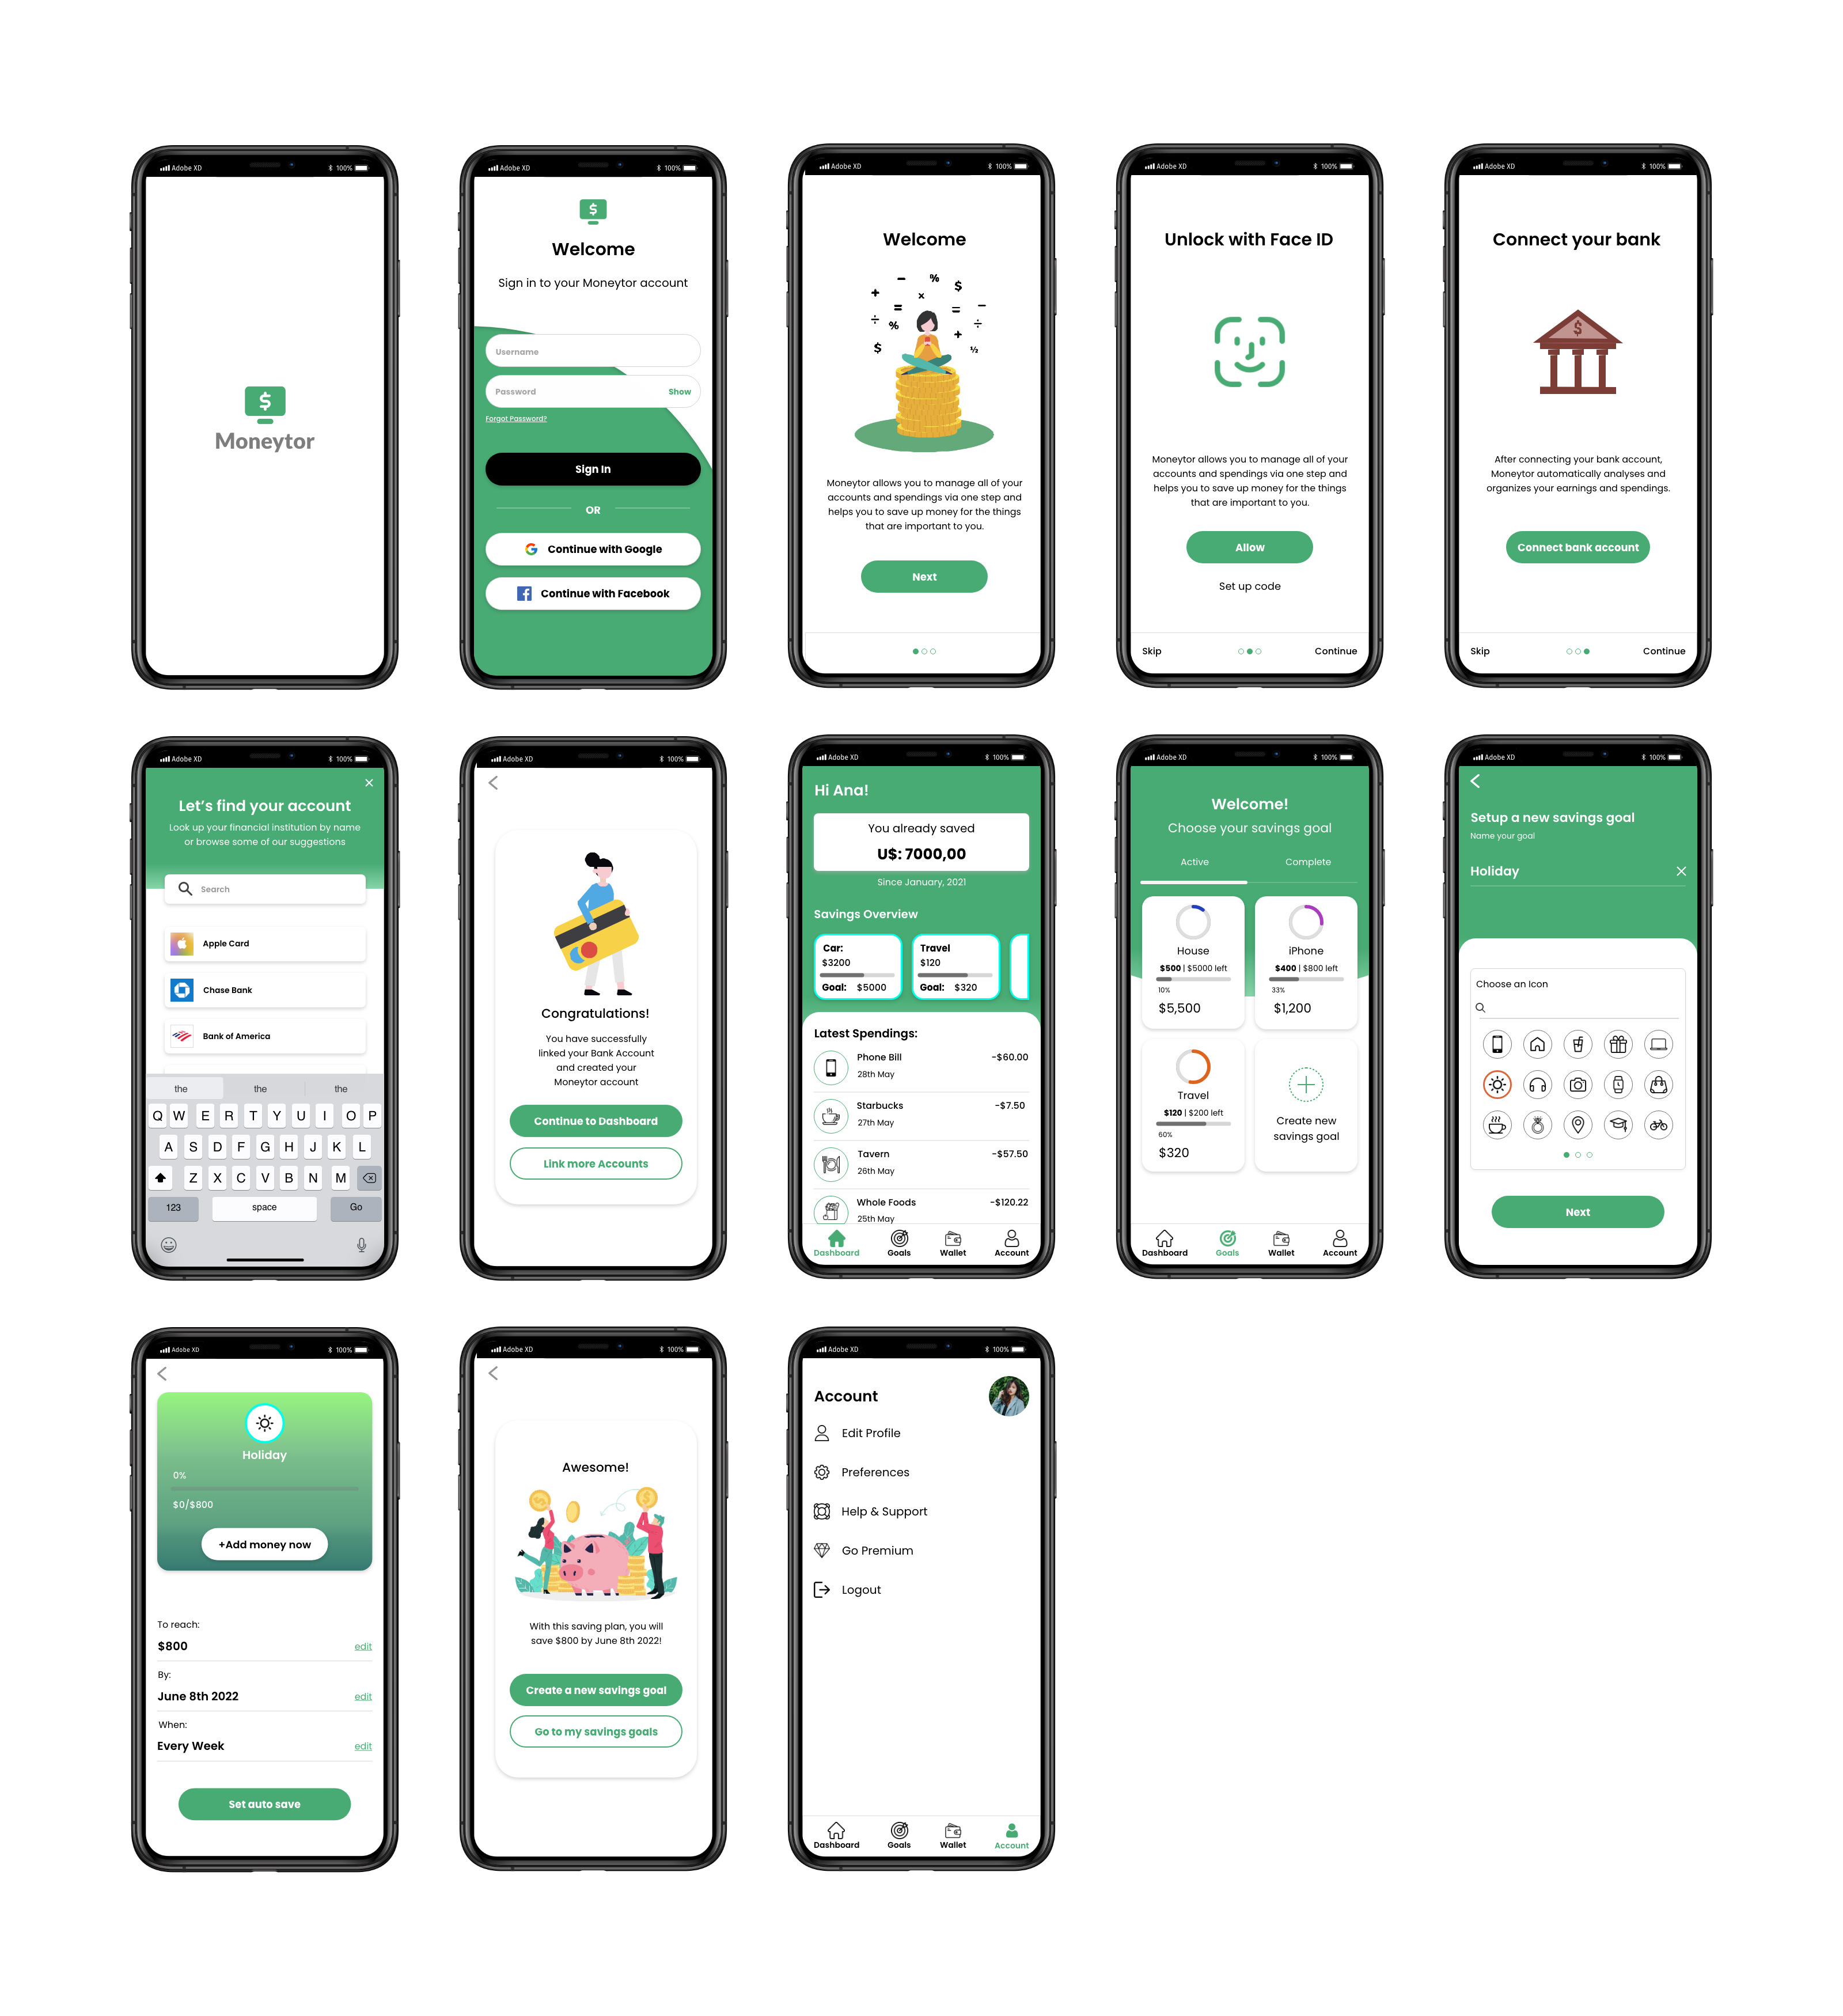 Adobe XD 100%
$
Moneytor
Adobe XD 100%
$
Welcome
Sign in to your Moneytor account
Username
Password Show
Forgot Password?
Sign In
OR
Continue with Google
Continue with Facebook
Adobe XD 100%
Welcome
− % $
+ × = = −
÷ % + ÷
$ ½
Moneytor allows you to manage all of your
accounts and spendings via one step and
helps you to save up money for the things
that are important to you.
Next
Adobe XD 100%
Unlock with Face ID
Moneytor allows you to manage all of your
accounts and spendings via one step and
helps you to save up money for the things
that are important to you.
Allow
Set up code
Skip Continue
Adobe XD 100%
Connect your bank
$
After connecting your bank account,
Moneytor automatically analyses and
organizes your earnings and spendings.
Connect bank account
Skip Continue
Adobe XD 100%
Let's find your account
Look up your financial institution by name
or browse some of our suggestions
Search
Apple Card
Chase Bank
Bank of America
the the the
Q W E R T Y U I O P
A S D F G H J K L
Z X C V B N M
123 space Go
Adobe XD 100%
Congratulations!
You have successfully
linked your Bank Account
and created your
Moneytor account
Continue to Dashboard
Link more Accounts
Adobe XD 100%
Hi Ana!
You already saved
U$: 7000,00
Since January, 2021
Savings Overview
Car: Travel
$3200 $120
Goal: $5000 Goal: $320
Latest Spendings:
Phone Bill -$60.00
28th May
Starbucks -$7.50
27th May
Tavern -$57.50
26th May
Whole Foods -$120.22
25th May
Dashboard Goals Wallet Account
Adobe XD 100%
Welcome!
Choose your savings goal
Active Complete
House iPhone
$500 | $5000 left $400 | $800 left
10% 33%
$5,500 $1,200
Travel
$120 | $200 left
60%
$320
Create new
savings goal
Dashboard Goals Wallet Account
Adobe XD 100%
Setup a new savings goal
Name your goal
Holiday
Choose an Icon
Next
Adobe XD 100%
Holiday
0%
$0/$800
+Add money now
To reach:
$800 edit
By:
June 8th 2022 edit
When:
Every Week edit
Set auto save
Adobe XD 100%
Awesome!
With this saving plan, you will
save $800 by June 8th 2022!
Create a new savings goal
Go to my savings goals
Adobe XD 100%
Account
Edit Profile
Preferences
Help & Support
Go Premium
Logout
Dashboard Goals Wallet Account